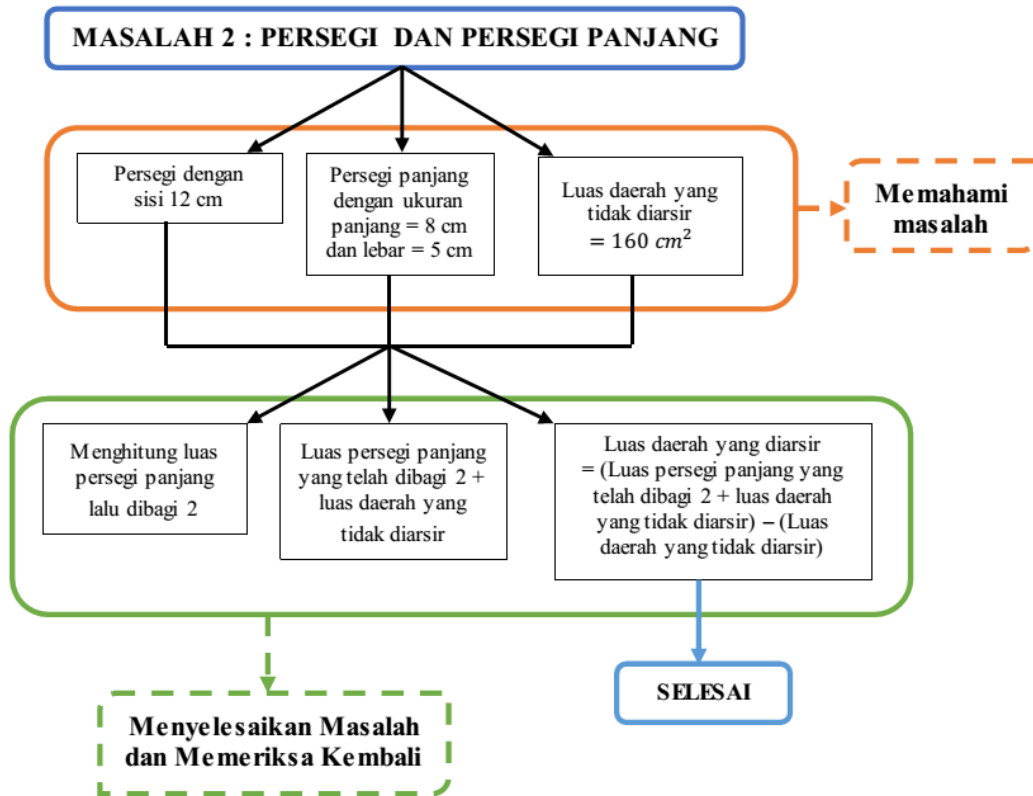 MASALAH 2 : PERSEGI DAN PERSEGI PANJANG
Persegi dengan
sisi 12 cm
Persegi panjang
dengan ukuran
panjang = 8 cm
dan lebar = 5 cm
Luas daerah yang
tidak diarsir
= 160 cm²
Memahami
masalah
Menghitung luas
persegi panjang
lalu dibagi 2
Luas persegi panjang
yang telah dibagi 2 +
luas daerah yang
tidak diarsir
Luas daerah yang diarsir
= (Luas persegi panjang yang
telah dibagi 2 + luas daerah
yang tidak diarsir) – (Luas
daerah yang tidak diarsir)
SELESAI
Menyelesaikan Masalah
dan Memeriksa Kembali